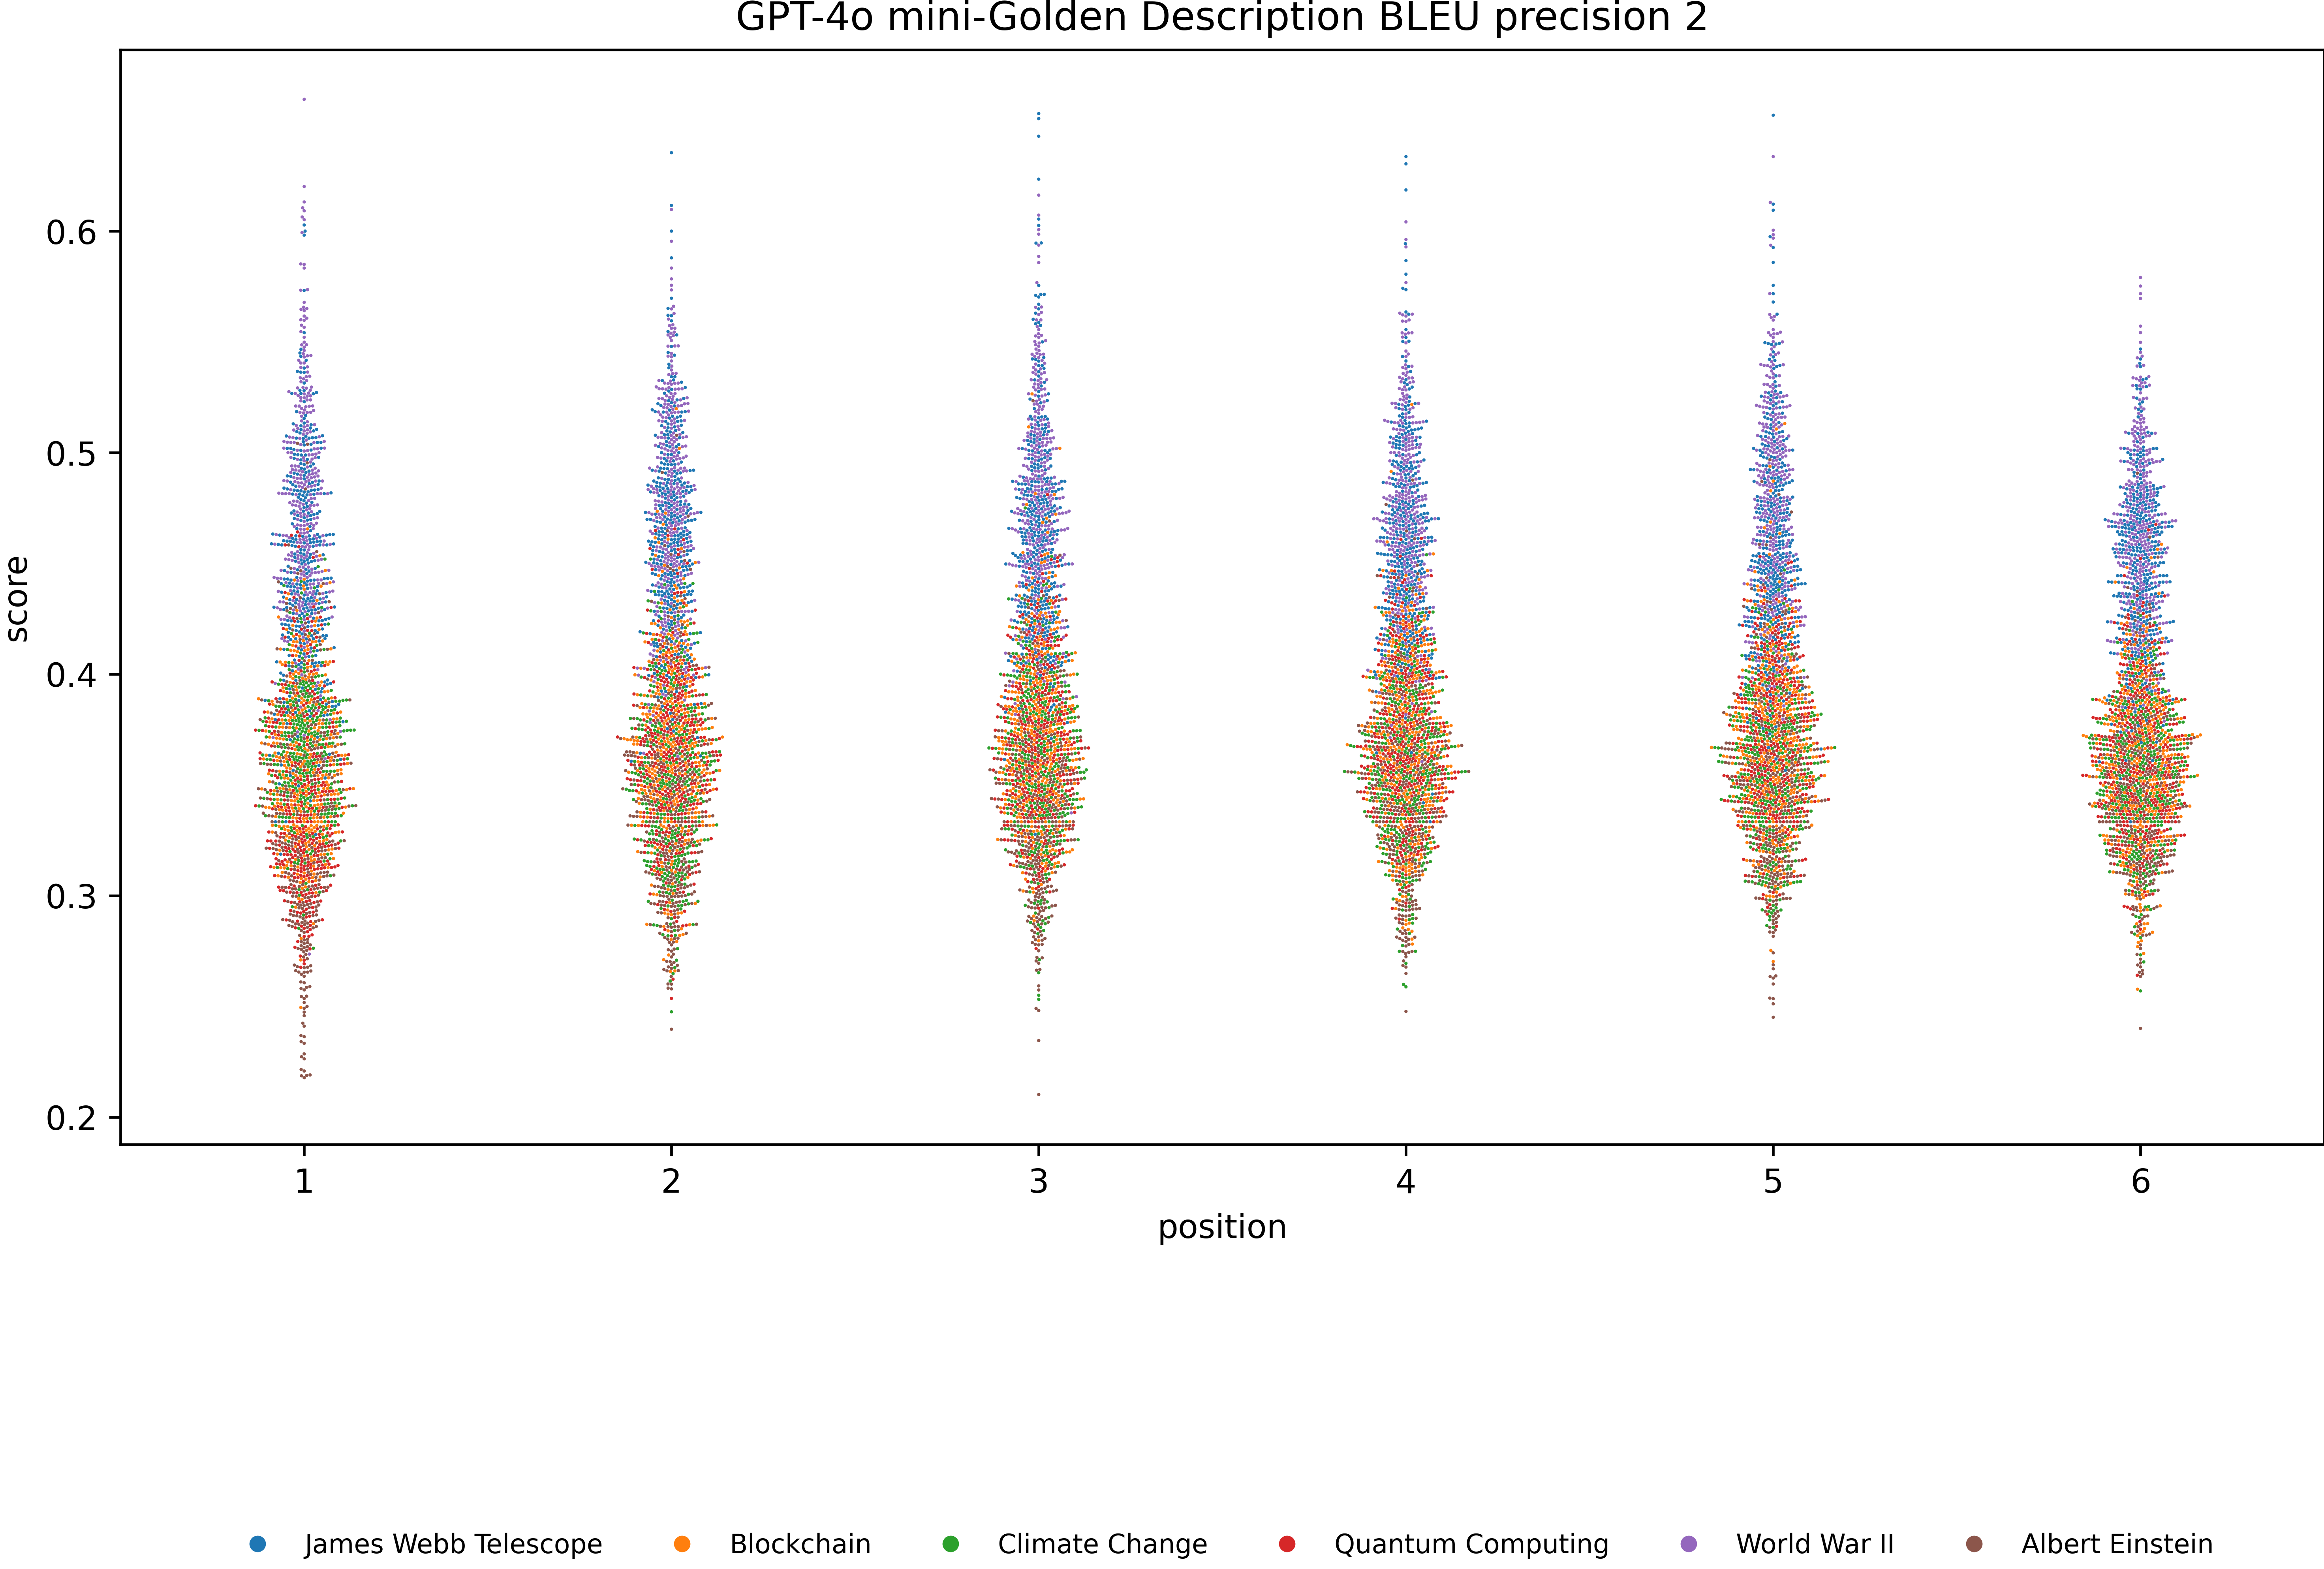 GPT-4o mini-Golden Description BLEU precision 2
score
0.6
0.5
0.4
0.3
0.2
1 2 3 4 5 6
position
James Webb Telescope Blockchain Climate Change Quantum Computing World War II Albert Einstein